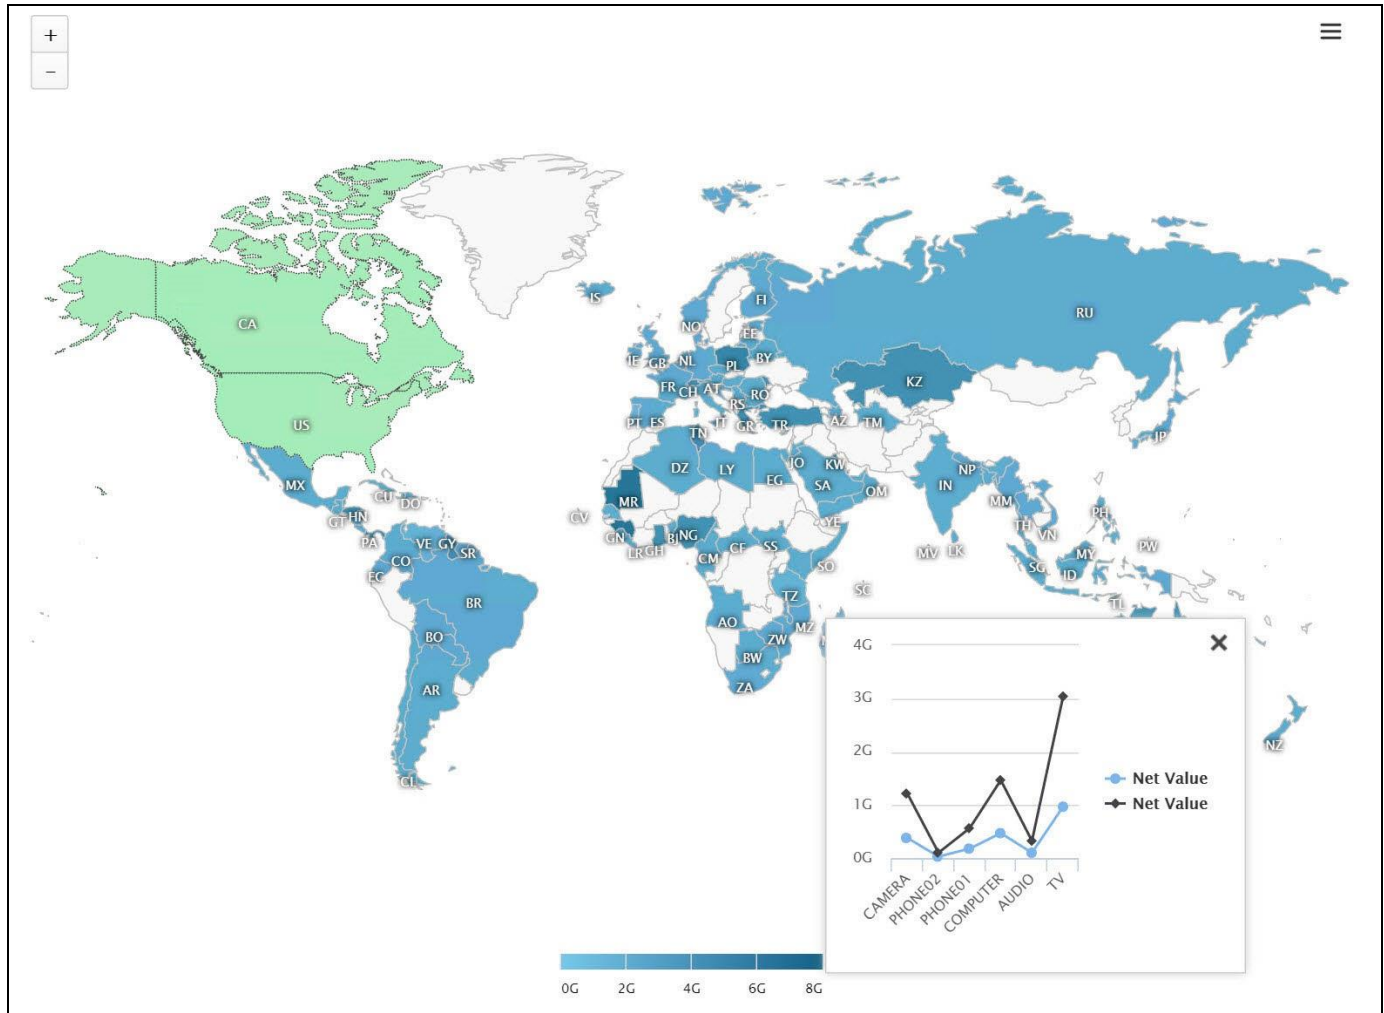 +
−
CA
IS
FI
RU
NO
EE
IE
GB
NL
PL
BY
KZ
FR
CH
AT
RO
RS
PT
ES
IT
GR
TR
AZ
TM
US
TN
JP
DZ
LY
EG
JO
KW
SA
OM
IN
NP
MX
MR
MM
CU
DO
GT
HN
CV
YE
TH
VN
PH
PA
VE
GY
SR
GN
LR
GH
BJ
NG
CM
CF
SS
SO
MV
LK
PW
CO
EC
MY
SG
ID
BR
TZ
SC
TL
BO
AO
MZ
ZW
BW
AR
ZA
NZ
CL
4G
3G
2G
1G
0G
Net Value
Net Value
CAMERA
PHONE02
PHONE01
COMPUTER
AUDIO
TV
0G
2G
4G
6G
8G